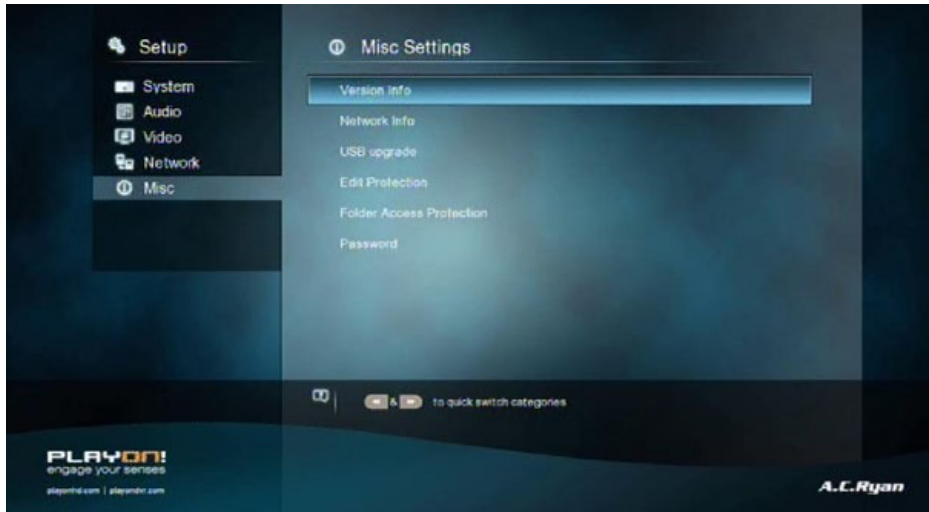 Setup
System
Audio
Video
Network
Misc
Misc Settings
Version Info
Network Info
USB upgrade
Edit Protection
Folder Access Protection
Password
& to quick switch categories
PLAYON!
engage your senses
playonhd.com | playondvr.com
A.C.Ryan